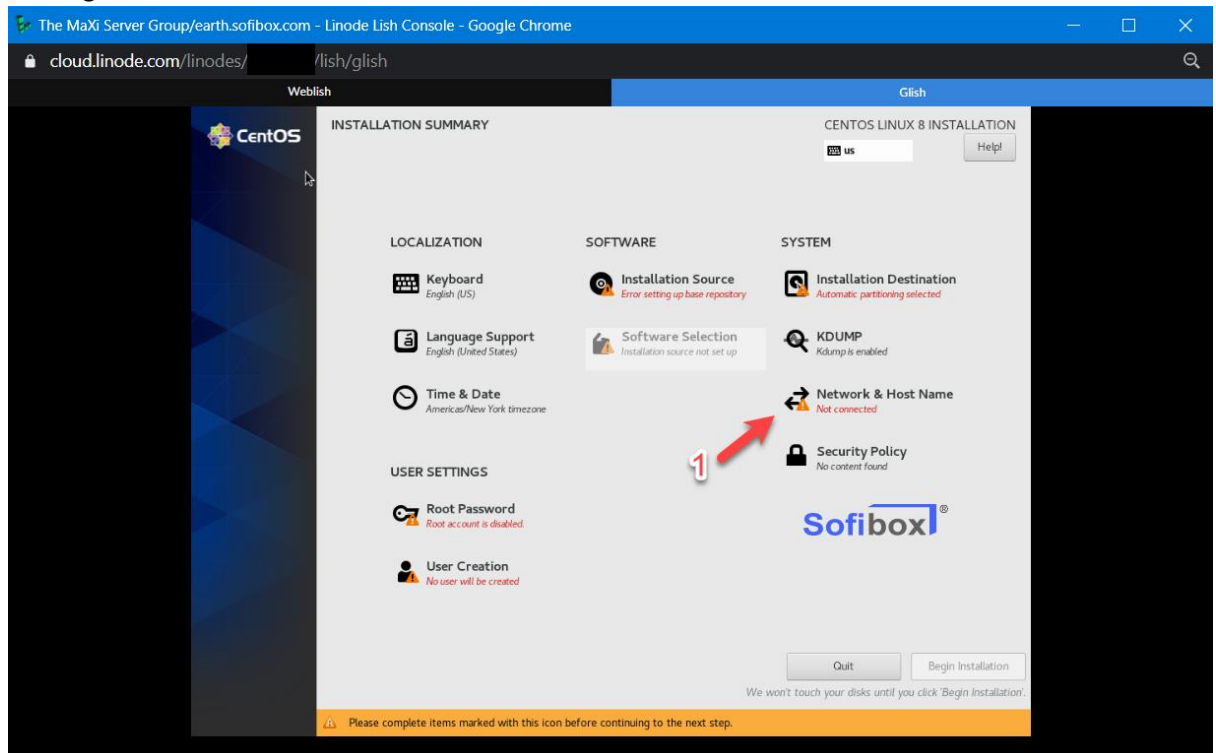 The MaXi Server Group/earth.sofibox.com - Linode Lish Console - Google Chrome
cloud.linode.com/linodes/ /lish/glish
Weblish
Glish
CentOS
INSTALLATION SUMMARY
CENTOS LINUX 8 INSTALLATION
us
Help!
LOCALIZATION
SOFTWARE
SYSTEM
Keyboard
English (US)
Installation Source
Error setting up base repository
Installation Destination
Automatic partitioning selected
Language Support
English (United States)
Software Selection
Installation source not set up
KDUMP
Kdump is enabled
Time & Date
Americas/New York timezone
Network & Host Name
Not connected
1
Security Policy
No content found
USER SETTINGS
Root Password
Root account is disabled.
Sofibox®
User Creation
No user will be created
Quit
Begin Installation
We won't touch your disks until you click 'Begin Installation'.
Please complete items marked with this icon before continuing to the next step.